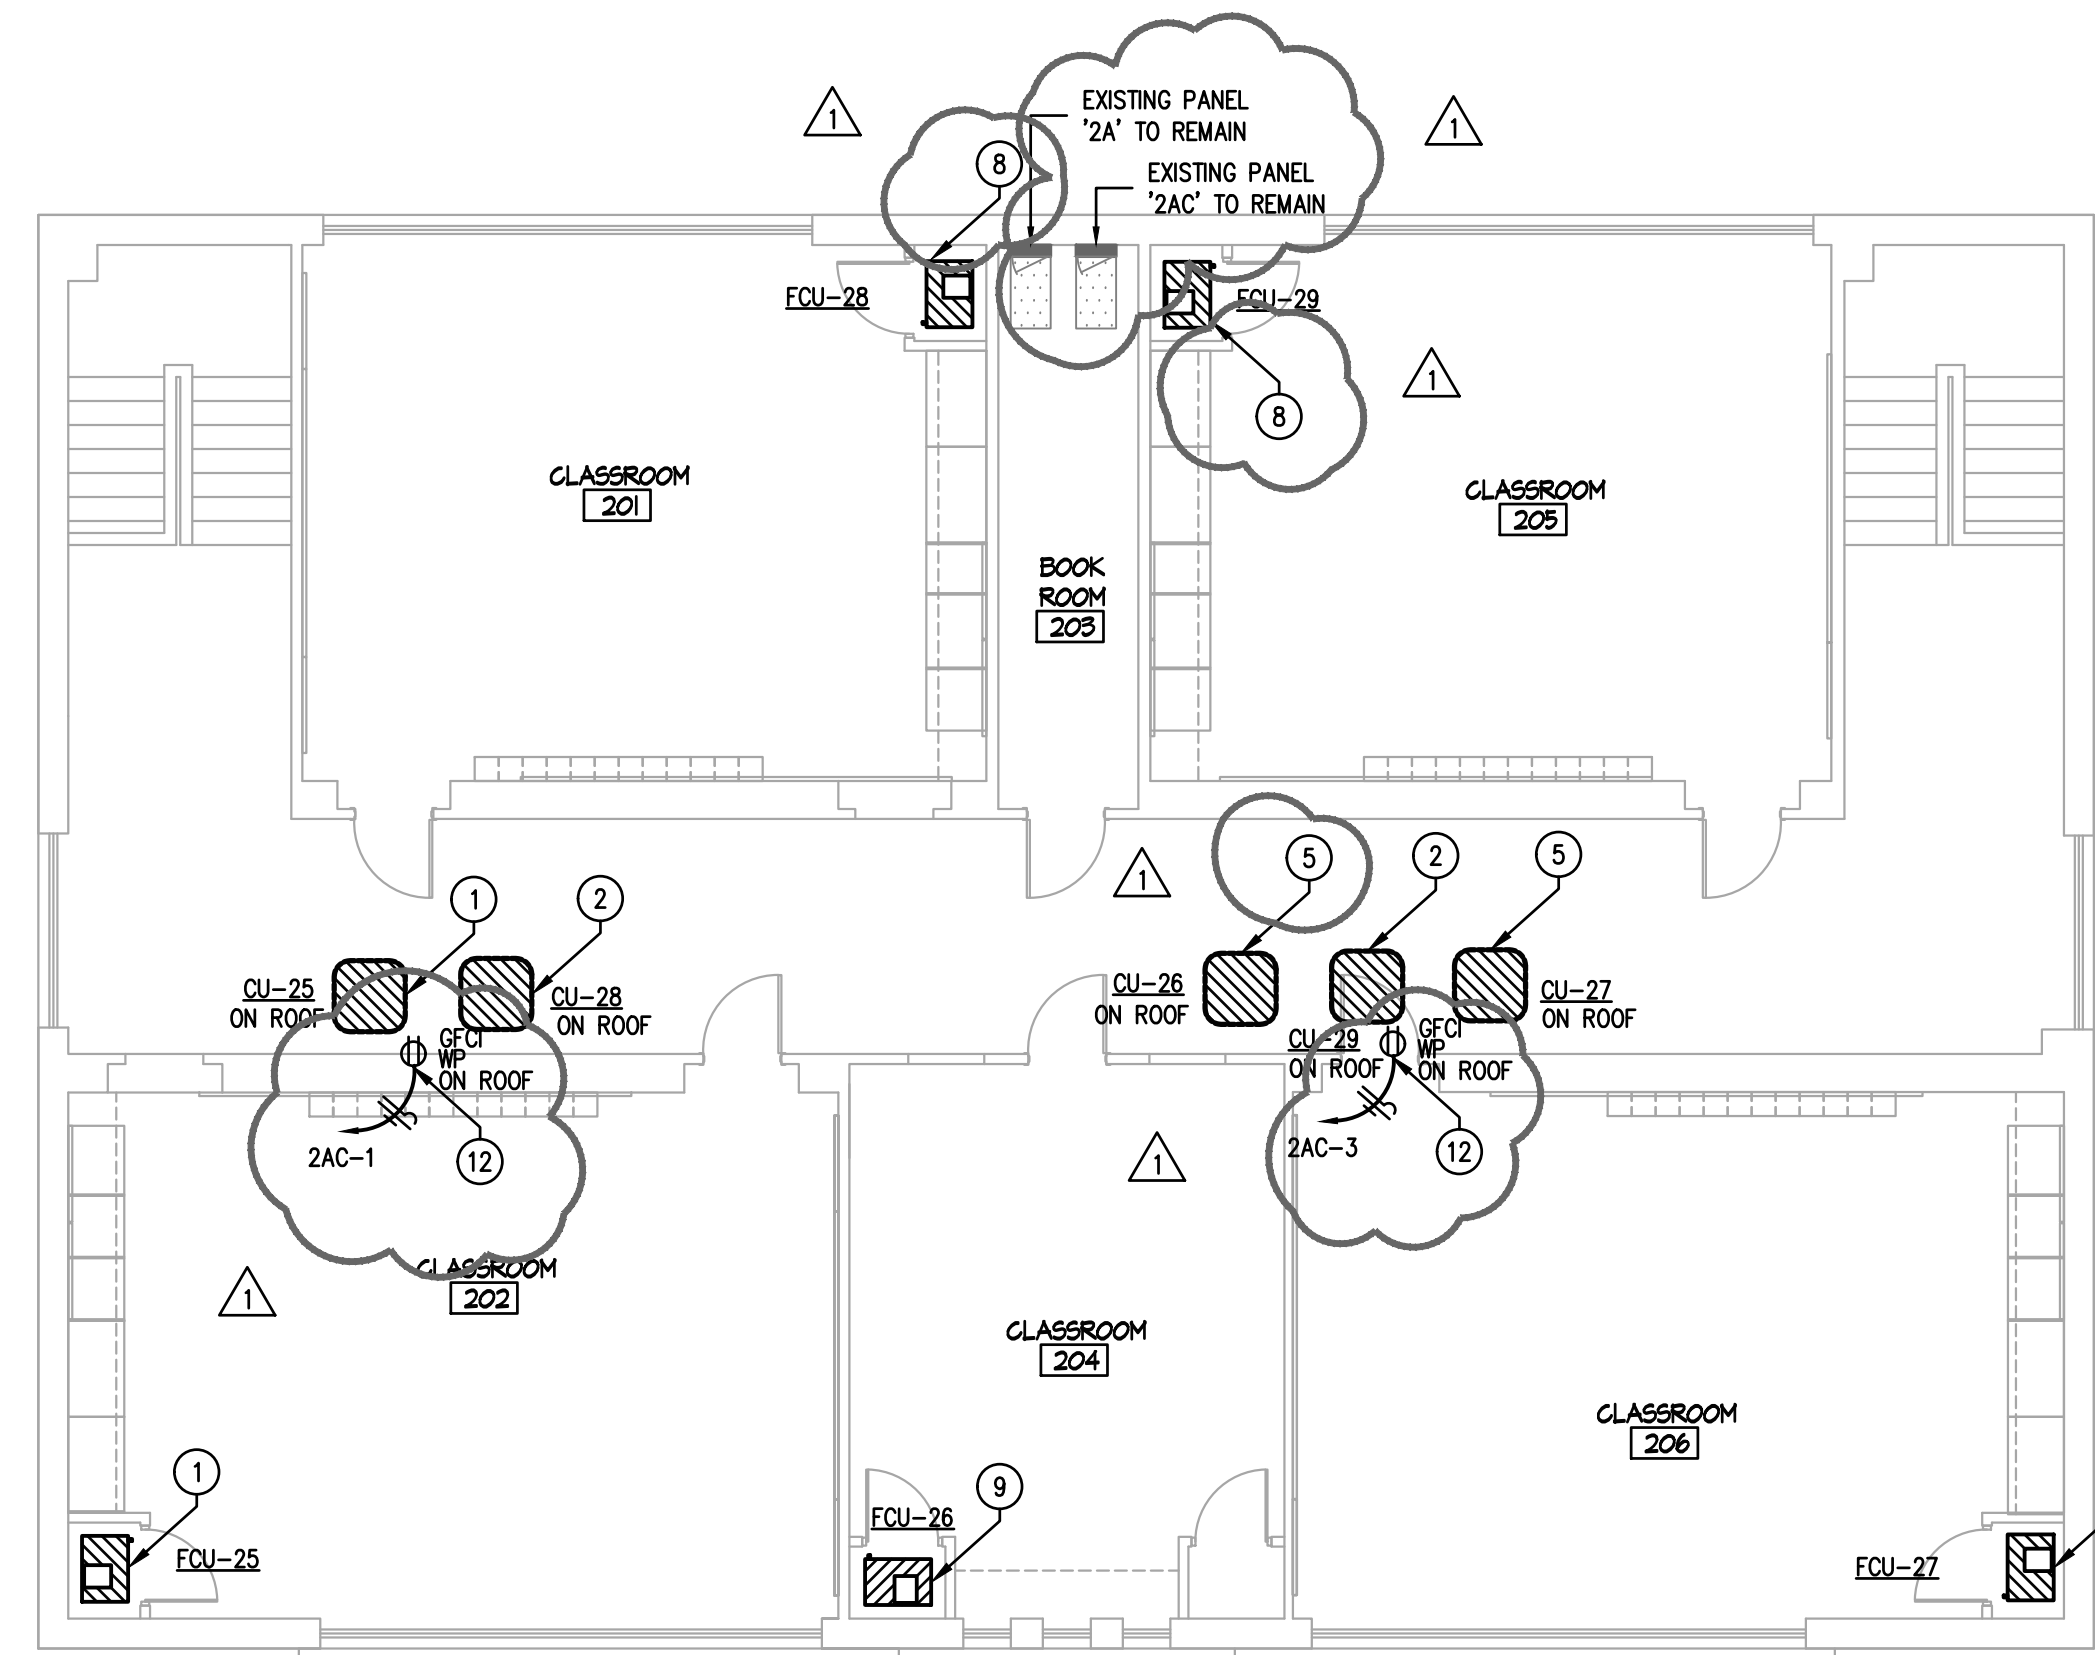 EXISTING PANEL
'2A' TO REMAIN
1
1
8
EXISTING PANEL
'2AC' TO REMAIN
FCU-28
FCU-29
1
8
CLASSROOM
201
CLASSROOM
205
BOOK
ROOM
203
5
2
5
1
1
2
CU-25
ON ROOF
CU-28
ON ROOF
CU-26
ON ROOF
CU-27
ON ROOF
GFCI
WP
ON ROOF
CU-29
ON ROOF
GFCI
WP
ON ROOF
2AC-1
12
2AC-3
12
1
CLASSROOM
202
1
CLASSROOM
204
CLASSROOM
206
1
9
FCU-26
FCU-25
FCU-27